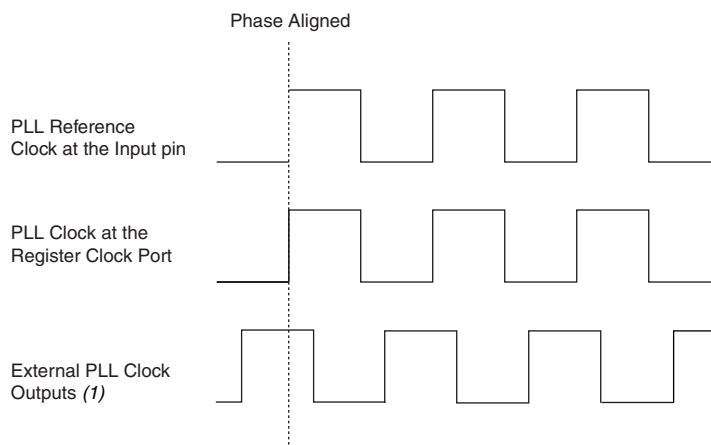 Phase Aligned
PLL Reference
Clock at the Input pin
PLL Clock at the
Register Clock Port
External PLL Clock
Outputs (1)